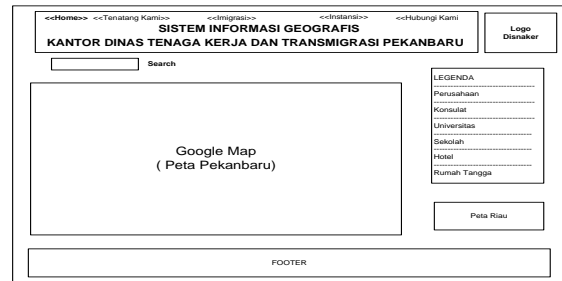 <<Home>> <<Tenatang Kami>> <<Imigrasi>> <<Instansi>> <<Hubungi Kami
SISTEM INFORMASI GEOGRAFIS
KANTOR DINAS TENAGA KERJA DAN TRANSMIGRASI PEKANBARU
Logo
Disnaker
Search
Google Map
( Peta Pekanbaru)
LEGENDA
Perusahaan
Konsulat
Universitas
Sekolah
Hotel
Rumah Tangga
Peta Riau
FOOTER